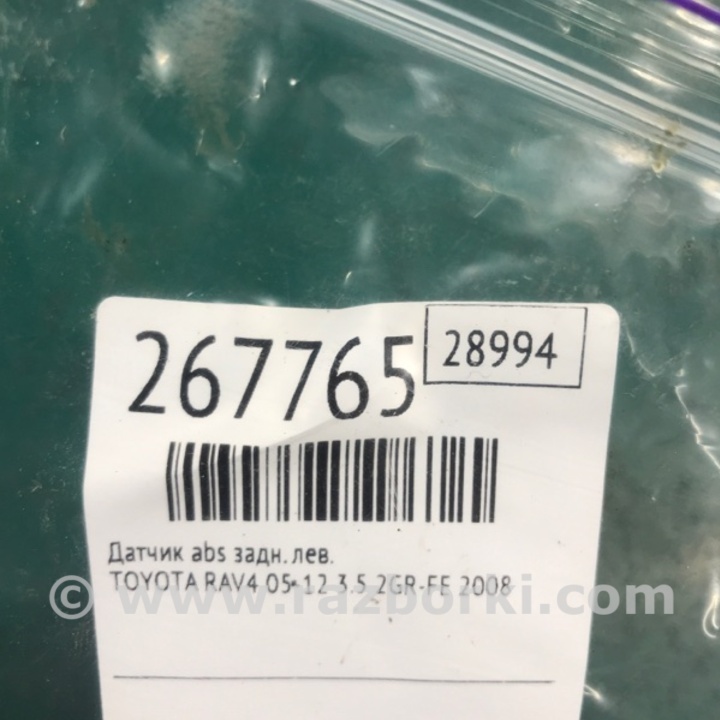 267765
28994
Датчик abs задн. лев.
TOYOTA RAV4 05-12 3.5 2GR-FE 2008
© www.razborki.com